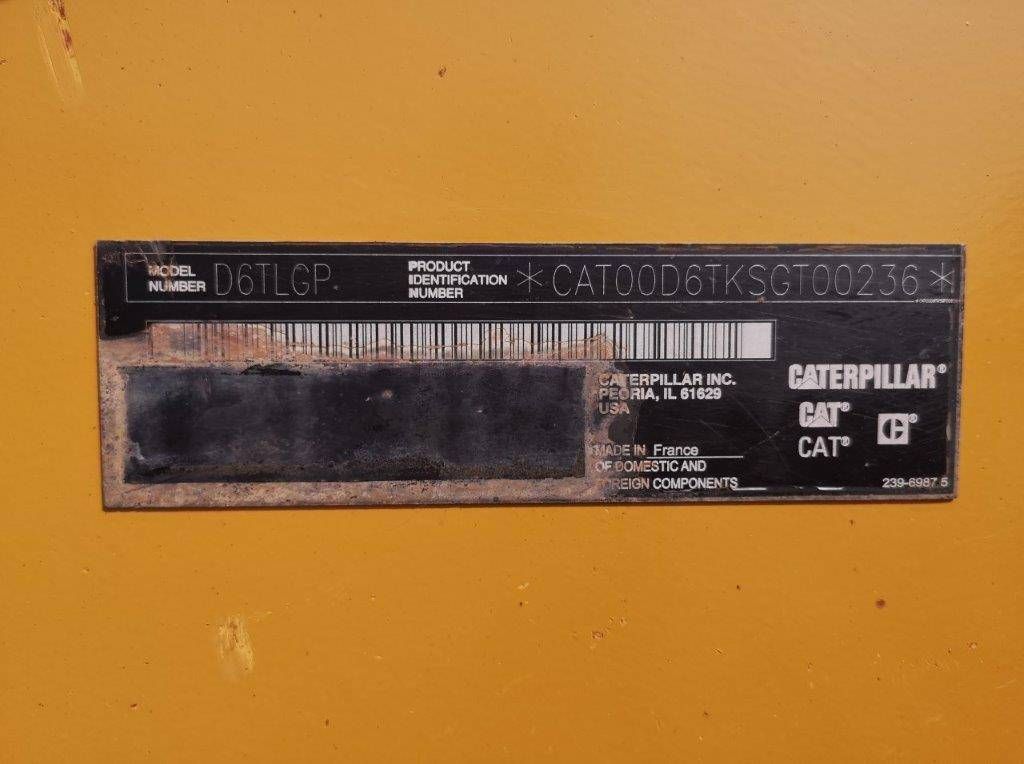 MODEL NUMBER D6TLGP PRODUCT IDENTIFICATION NUMBER *CAT00D6TKSGT00236*
CATERPILLAR INC.
PEORIA, IL 61629
USA
MADE IN France
OF DOMESTIC AND
FOREIGN COMPONENTS
CATERPILLAR®
CAT®
C®
CAT®
239-6987 5